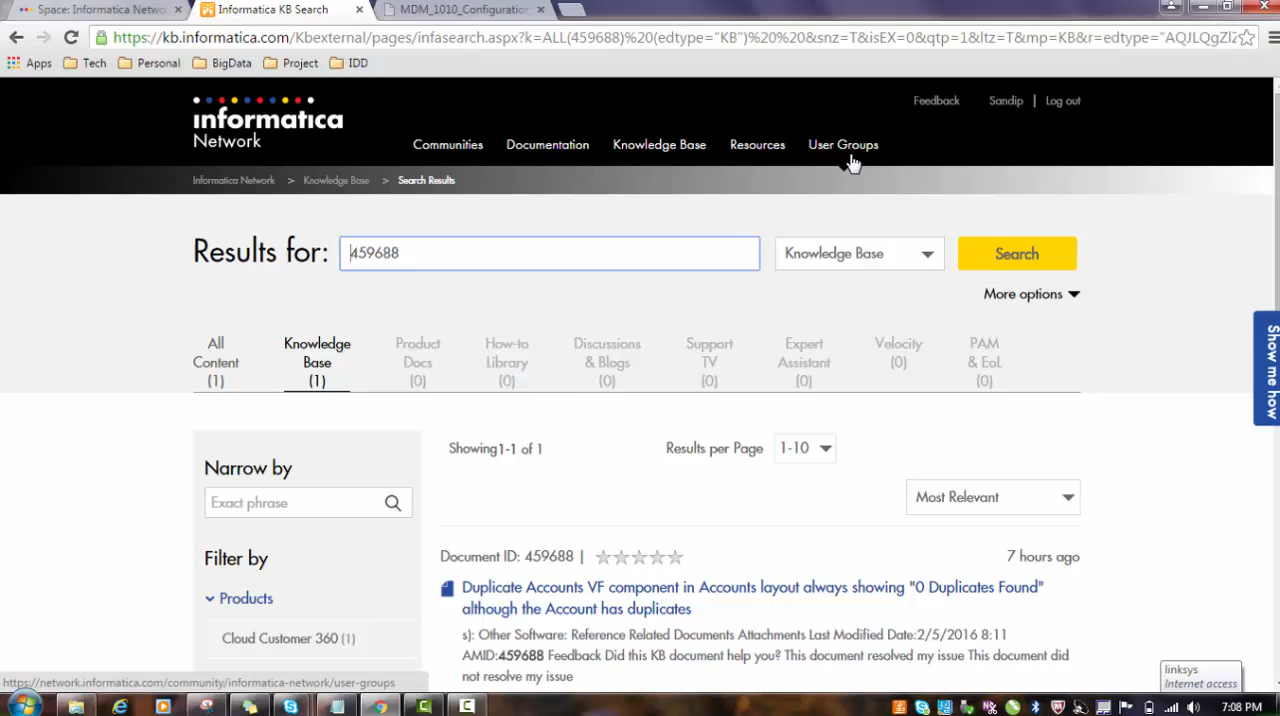 Space: Informatica Netwo
Informatica KB Search
MDM_1010_Configuration
https://kb.informatica.com/Kbexternal/pages/infasearch.aspx?k=ALL(459688)%20(edtype="KB")%20%20&snz=T&isEX=0&qtp=1&ltz=T&mp=KB&r=edtype="AQJLQgZlZ
Apps Tech Personal BigData Project IDD
Feedback Sandip | Log out
informatica
Network
Communities Documentation Knowledge Base Resources User Groups
Informatica Network > Knowledge Base > Search Results
Results for: 459688 Knowledge Base Search
More options
All Content (1)
Knowledge Base (1)
Product Docs (0)
How-to Library (0)
Discussions & Blogs (0)
Support TV (0)
Expert Assistant (0)
Velocity (0)
PAM & EoL (0)
Show me how
Showing1-1 of 1 Results per Page 1-10
Narrow by
Most Relevant
Exact phrase
Filter by
Document ID: 459688 | 7 hours ago
Products
Duplicate Accounts VF component in Accounts layout always showing "0 Duplicates Found"
although the Account has duplicates
Cloud Customer 360 (1)
s): Other Software: Reference Related Documents Attachments Last Modified Date:2/5/2016 8:11
AMID:459688 Feedback Did this KB document help you? This document resolved my issue This document did
not resolve my issue
https://network.informatica.com/community/informatica-network/user-groups
linksys
Internet access
7:08 PM